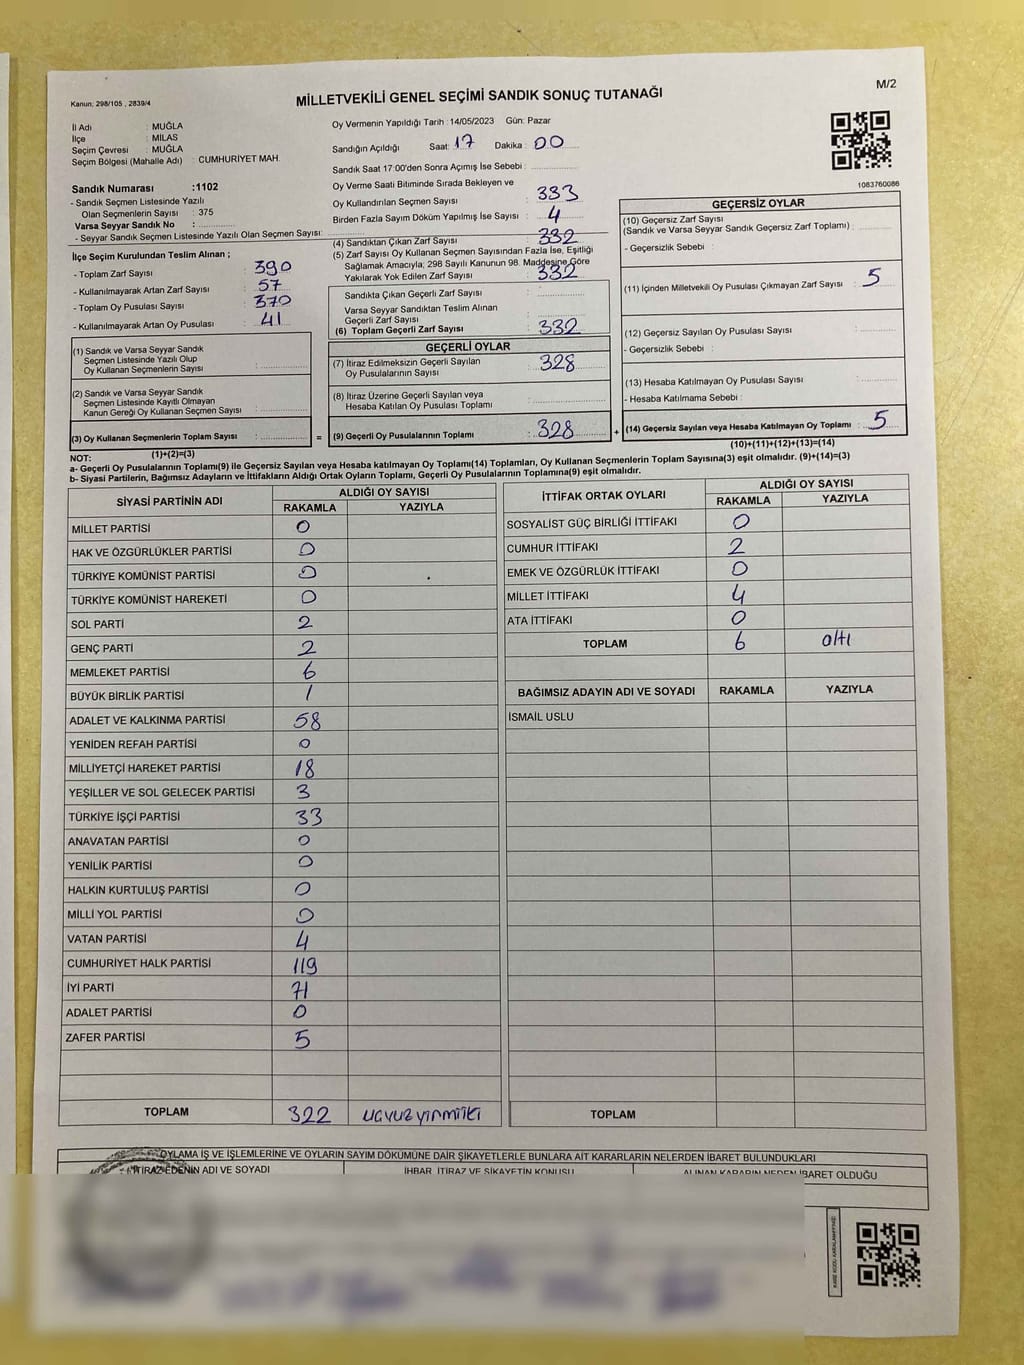 M/2
Kanun; 298/105 , 2839/4
MİLLETVEKİLİ GENEL SEÇİMİ SANDIK SONUÇ TUTANAĞI
İl Adı : MUĞLA
İlçe : MİLAS
Seçim Çevresi : MUĞLA
Seçim Bölgesi (Mahalle Adı) : CUMHURİYET MAH.
Sandık Numarası :1102
- Sandık Seçmen Listesinde Yazılı
Olan Seçmenlerin Sayısı : 375
Varsa Seyyar Sandık No :
- Seyyar Sandık Seçmen Listesinde Yazılı Olan Seçmen Sayısı:
İlçe Seçim Kurulundan Teslim Alınan ;
- Toplam Zarf Sayısı : 390
- Kullanılmayarak Artan Zarf Sayısı : 57
- Toplam Oy Pusulası Sayısı : 370
- Kullanılmayarak Artan Oy Pusulası : 41
(1) Sandık ve Varsa Seyyar Sandık
Seçmen Listesinde Yazılı Olup
Oy Kullanan Seçmenlerin Sayısı :
(2) Sandık ve Varsa Seyyar Sandık
Seçmen Listesinde Kayıtlı Olmayan
Kanun Gereği Oy Kullanan Seçmen Sayısı :
(3) Oy Kullanan Seçmenlerin Toplam Sayısı : =
(1)+(2)=(3)
Oy Vermenin Yapıldığı Tarih : 14/05/2023 Gün: Pazar
Sandığın Açıldığı Saat: 17 Dakika : 00
Sandık Saat 17:00'den Sonra Açımış İse Sebebi :
Oy Verme Saati Bitiminde Sırada Bekleyen ve
Oy Kullandırılan Seçmen Sayısı : 333
Birden Fazla Sayım Döküm Yapılmış İse Sayısı : 4
(4) Sandıktan Çıkan Zarf Sayısı : 332
(5) Zarf Sayısı Oy Kullanan Seçmen Sayısından Fazla İse, Eşitliği
Sağlamak Amacıyla; 298 Sayılı Kanunun 98. Maddesine Göre
Yakılarak Yok Edilen Zarf Sayısı : 332
Sandıkta Çıkan Geçerli Zarf Sayısı :
Varsa Seyyar Sandıktan Teslim Alınan
Geçerli Zarf Sayısı :
(6) Toplam Geçerli Zarf Sayısı : 332
GEÇERLİ OYLAR
(7) İtiraz Edilmeksizin Geçerli Sayılan
Oy Pusulalarının Sayısı : 328
(8) İtiraz Üzerine Geçerli Sayılan veya
Hesaba Katılan Oy Pusulası Toplamı :
(9) Geçerli Oy Pusulalarının Toplamı : 328 +
1083760086
GEÇERSİZ OYLAR
(10) Geçersiz Zarf Sayısı
(Sandık ve Varsa Seyyar Sandık Geçersiz Zarf Toplamı) :
- Geçersizlik Sebebi :
(11) İçinden Milletvekili Oy Pusulası Çıkmayan Zarf Sayısı : 5
(12) Geçersiz Sayılan Oy Pusulası Sayısı :
- Geçersizlik Sebebi :
(13) Hesaba Katılmayan Oy Pusulası Sayısı :
- Hesaba Katılmama Sebebi :
(14) Geçersiz Sayılan veya Hesaba Katılmayan Oy Toplamı : 5
(10)+(11)+(12)+(13)=(14)
NOT:
a- Geçerli Oy Pusulalarının Toplamı(9) ile Geçersiz Sayılan veya Hesaba katılmayan Oy Toplamı(14) Toplamları, Oy Kullanan Seçmenlerin Toplam Sayısına(3) eşit olmalıdır. (9)+(14)=(3)
b- Siyasi Partilerin, Bağımsız Adayların ve İttifakların Aldığı Ortak Oyların Toplamı, Geçerli Oy Pusulalarının Toplamına(9) eşit olmalıdır.
SİYASİ PARTİNİN ADI ALDIĞI OY SAYISI
RAKAMLA YAZIYLA
MİLLET PARTİSİ 0
HAK VE ÖZGÜRLÜKLER PARTİSİ 0
TÜRKİYE KOMÜNİST PARTİSİ 0
TÜRKİYE KOMÜNİST HAREKETİ 0
SOL PARTİ 2
GENÇ PARTİ 2
MEMLEKET PARTİSİ 6
BÜYÜK BİRLİK PARTİSİ 1
ADALET VE KALKINMA PARTİSİ 58
YENİDEN REFAH PARTİSİ 0
MİLLİYETÇİ HAREKET PARTİSİ 18
YEŞİLLER VE SOL GELECEK PARTİSİ 3
TÜRKİYE İŞÇİ PARTİSİ 33
ANAVATAN PARTİSİ 0
YENİLİK PARTİSİ 0
HALKIN KURTULUŞ PARTİSİ 0
MİLLİ YOL PARTİSİ 0
VATAN PARTİSİ 4
CUMHURİYET HALK PARTİSİ 119
İYİ PARTİ 71
ADALET PARTİSİ 0
ZAFER PARTİSİ 5
TOPLAM 322 üçyüzyirmiiki
İTTİFAK ORTAK OYLARI ALDIĞI OY SAYISI
RAKAMLA YAZIYLA
SOSYALİST GÜÇ BİRLİĞİ İTTİFAKI 0
CUMHUR İTTİFAKI 2
EMEK VE ÖZGÜRLÜK İTTİFAKI 0
MİLLET İTTİFAKI 4
ATA İTTİFAKI 0
TOPLAM 6 altı
BAĞIMSIZ ADAYIN ADI VE SOYADI RAKAMLA YAZIYLA
İSMAİL USLU
TOPLAM
OYLAMA İŞ VE İŞLEMLERİNE VE OYLARIN SAYIM DÖKÜMÜNE DAİR ŞİKAYETLERLE BUNLARA AİT KARARLARIN NELERDEN İBARET BULUNDUKLARI
İTİRAZ EDENİN ADI VE SOYADI İHBAR, İTİRAZ VE ŞİKAYETİN KONUSU ALINAN KARARIN NEDEN İBARET OLDUĞU